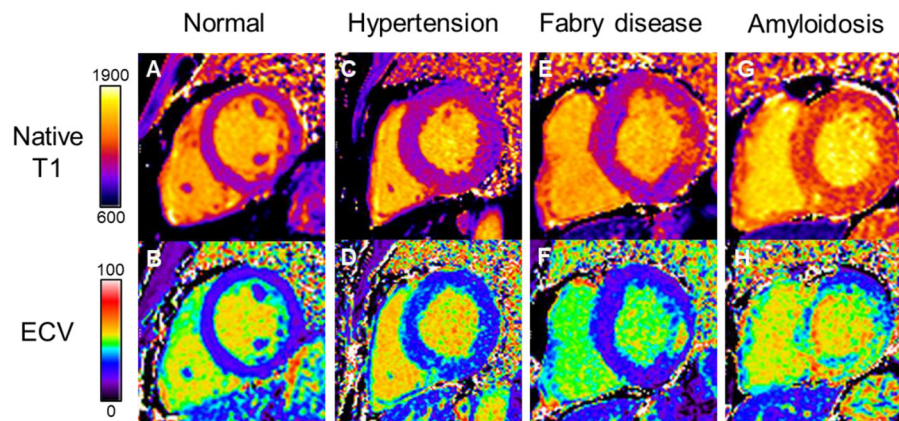 Normal Hypertension Fabry disease Amyloidosis
A C E G
1900
Native
T1
600
B D F H
100
ECV
0